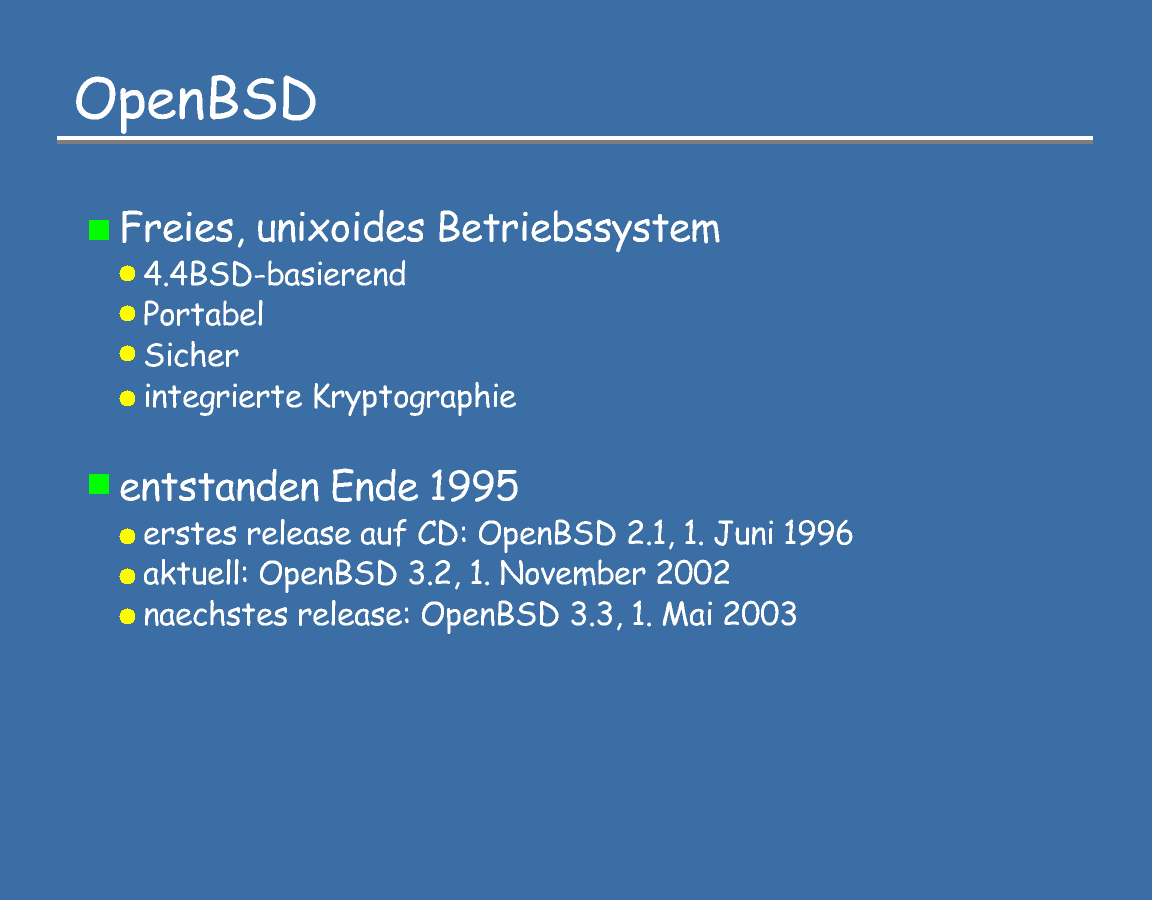 OpenBSD
Freies, unixoides Betriebssystem
4.4BSD-basierend
Portabel
Sicher
integrierte Kryptographie
entstanden Ende 1995
erstes release auf CD: OpenBSD 2.1, 1. Juni 1996
aktuell: OpenBSD 3.2, 1. November 2002
naechstes release: OpenBSD 3.3, 1. Mai 2003